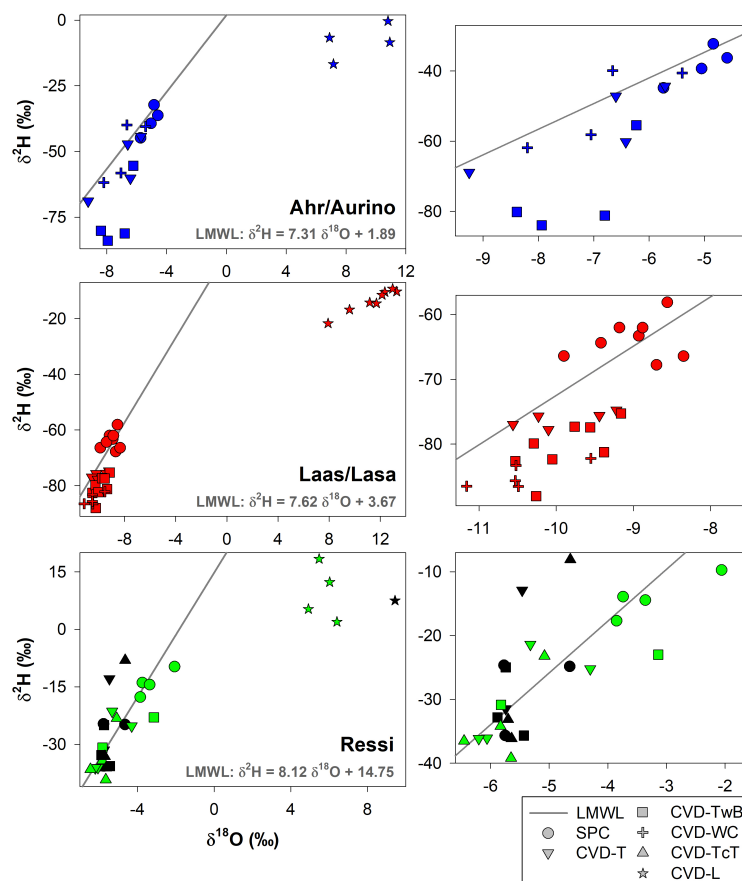 0
-25
-50
-75
δ²H (‰)
-8
-4
0
4
8
12
Ahr/Aurino
LMWL: δ²H = 7.31 δ¹⁸O + 1.89
-40
-60
-80
δ²H (‰)
-9
-8
-7
-6
-5
-20
-40
-60
-80
δ²H (‰)
-8
-4
0
4
8
12
Laas/Lasa
LMWL: δ²H = 7.62 δ¹⁸O + 3.67
-60
-70
-80
δ²H (‰)
-11
-10
-9
-8
15
0
-15
-30
δ²H (‰)
-8
-4
0
4
8
Ressi
LMWL: δ²H = 8.12 δ¹⁸O + 14.75
δ¹⁸O (‰)
-10
-20
-30
-40
δ²H (‰)
-6
-5
-4
-3
-2
LMWL
SPC
CVD-T
CVD-TwB
CVD-WC
CVD-TcT
CVD-L